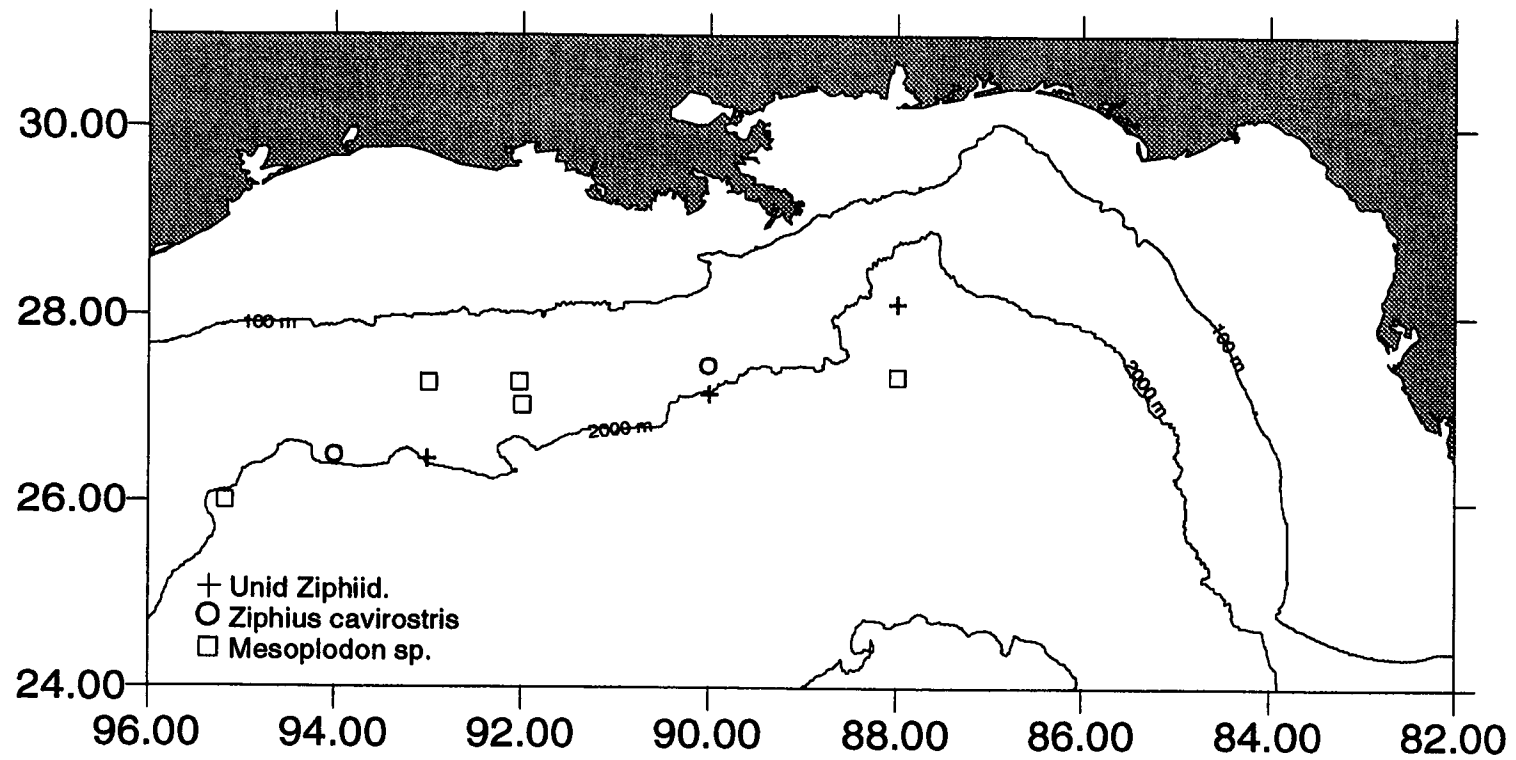 30.00
28.00
26.00
24.00
100 m
100 m
2000 m
2000 m
Unid Ziphiid.
Ziphius cavirostris
Mesoplodon sp.
96.00 94.00 92.00 90.00 88.00 86.00 84.00 82.00